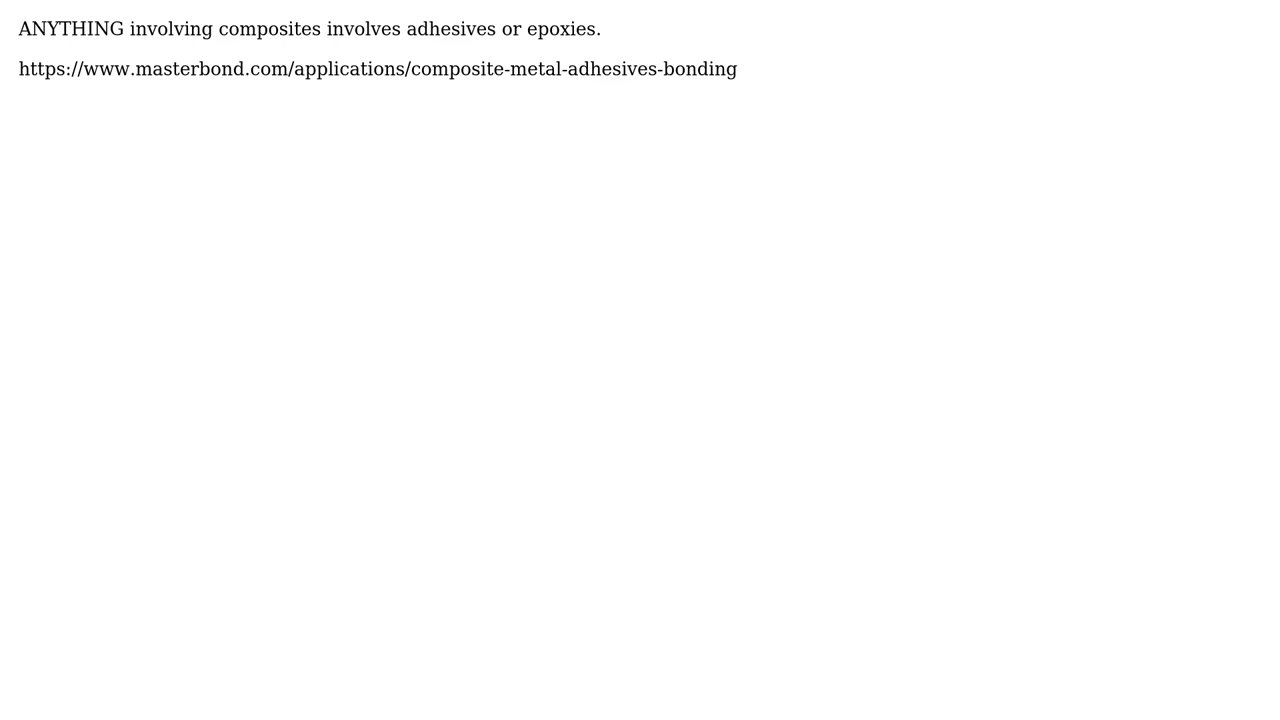 ANYTHING involving composites involves adhesives or epoxies.
https://www.masterbond.com/applications/composite-metal-adhesives-bonding